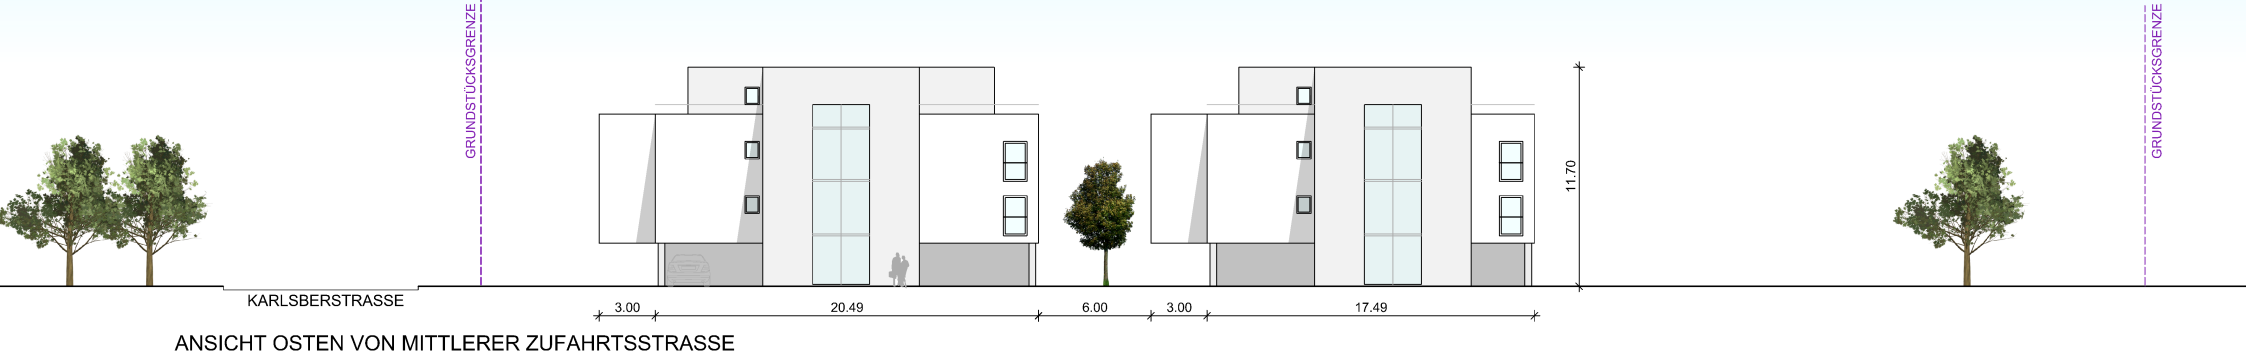 GRUNDSTÜCKSGRENZE
GRUNDSTÜCKSGRENZE
11.70
KARLSBERSTRASSE
3.00 20.49 6.00 3.00 17.49
ANSICHT OSTEN VON MITTLERER ZUFAHRTSSTRASSE